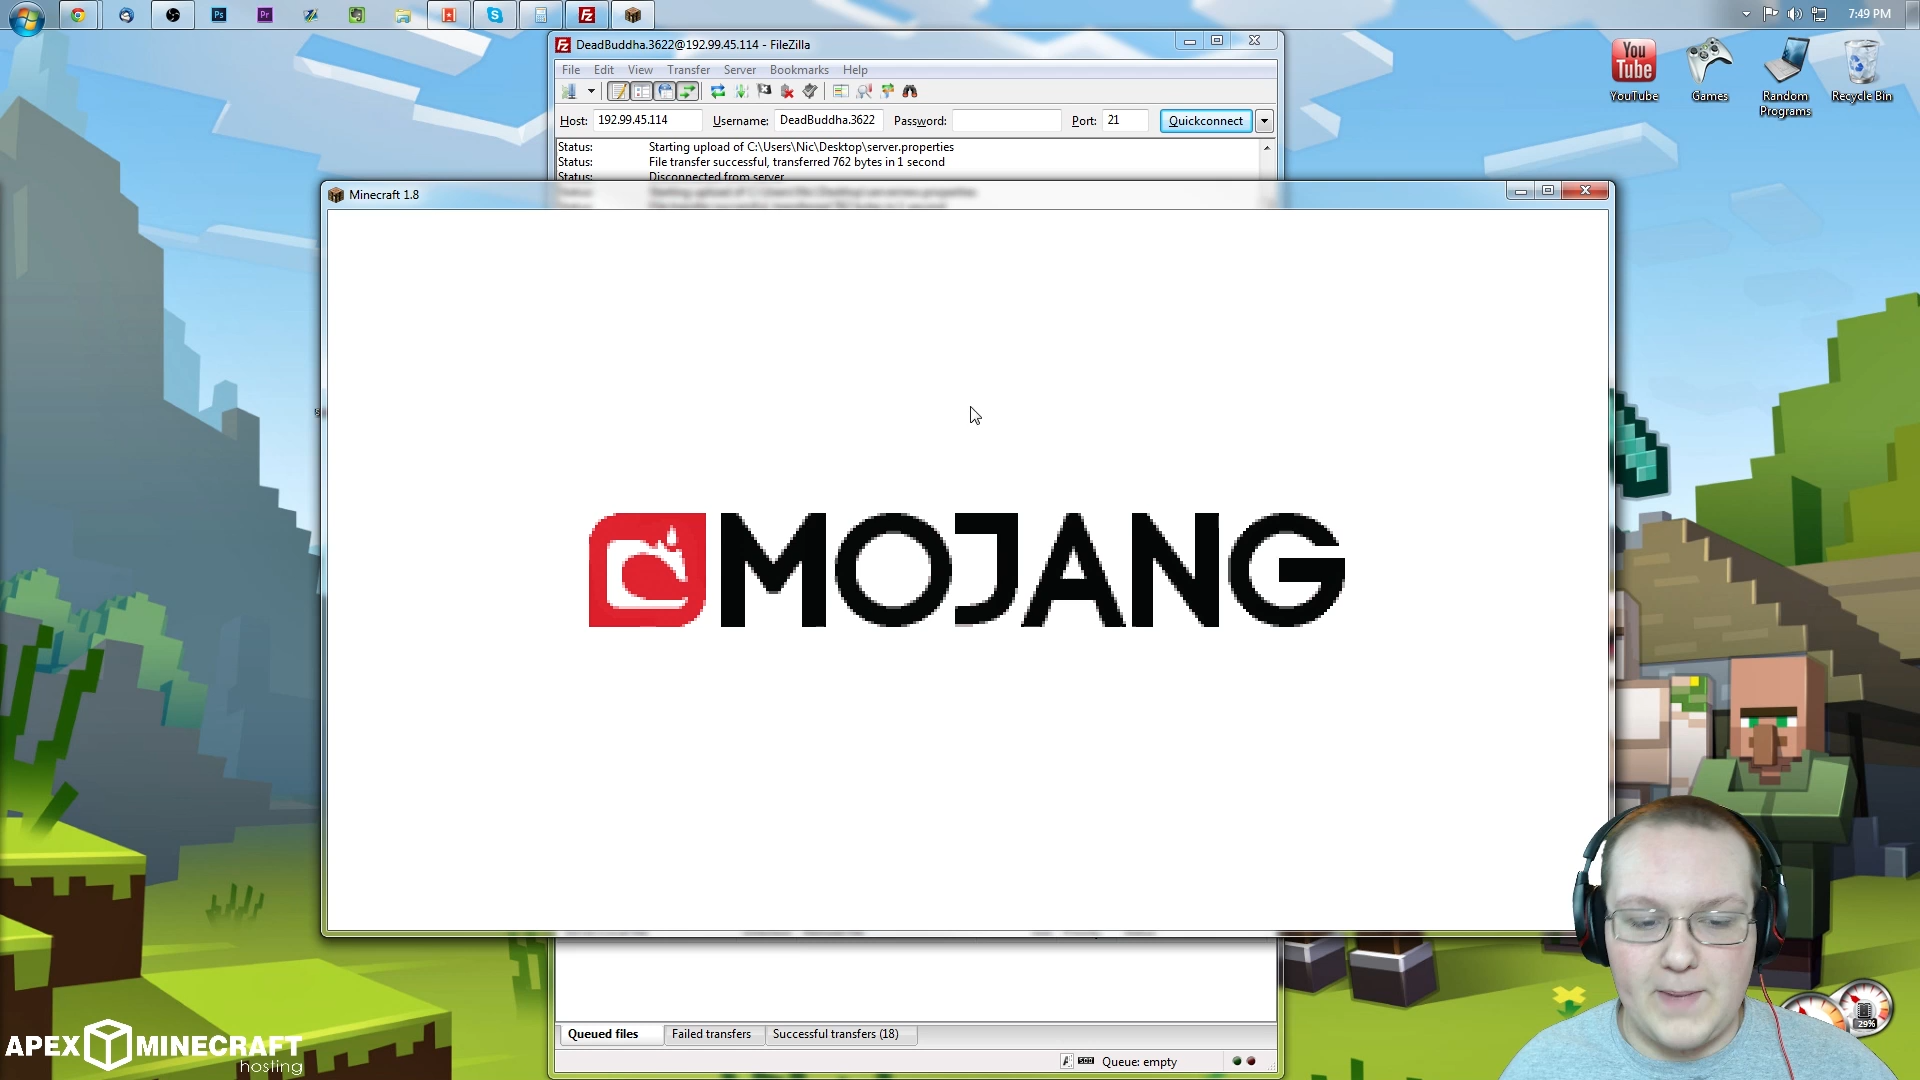 7:49 PM
DeadBuddha.3622@192.99.45.114 - FileZilla
File Edit View Transfer Server Bookmarks Help
Host: 192.99.45.114 Username: DeadBuddha.3622 Password: Port: 21 Quickconnect
Status: Starting upload of C:\Users\Nic\Desktop\server.properties
Status: File transfer successful, transferred 762 bytes in 1 second
Status: Disconnected from server
You Tube
YouTube
Games
Random Programs
Recycle Bin
Minecraft 1.8
MOJANG
Queued files Failed transfers Successful transfers (18)
Queue: empty
29%
APEX MINECRAFT
hosting